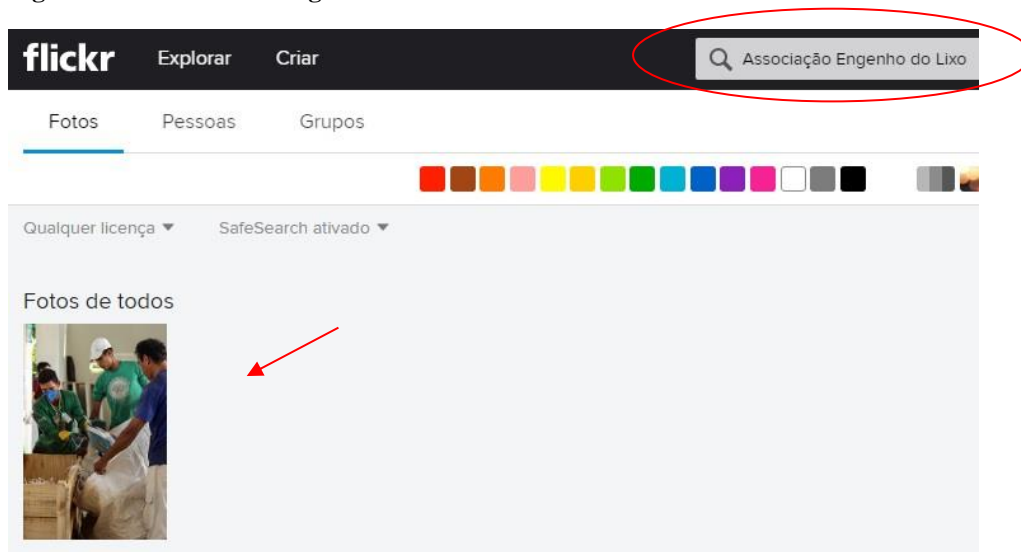 flickr Explorar Criar Associação Engenho do Lixo
Fotos Pessoas Grupos
Qualquer licença SafeSearch ativado
Fotos de todos